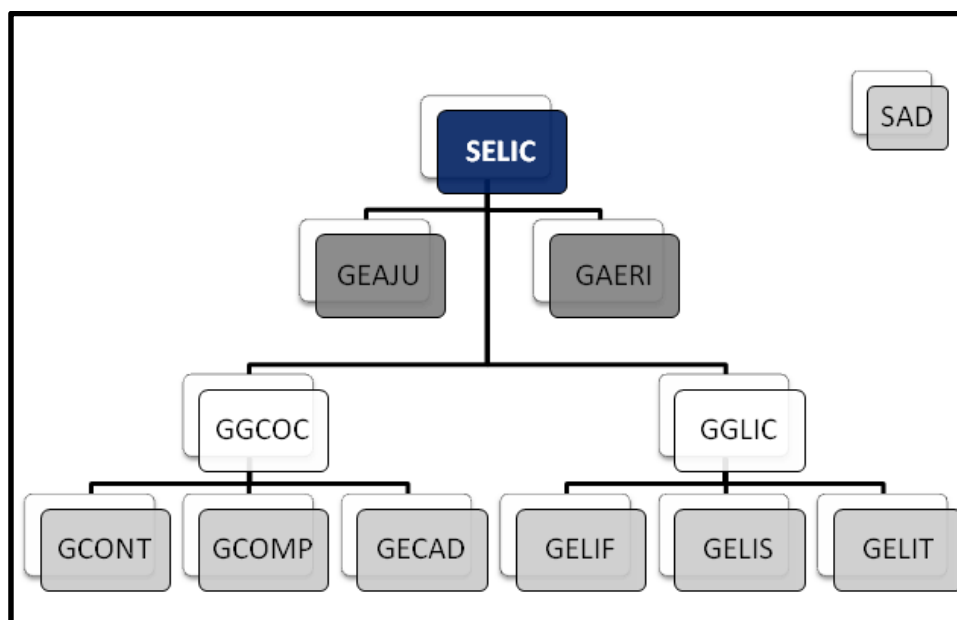 SAD
SELIC
GEAJU
GAERI
GGCOC
GGLIC
GCONT
GCOMP
GECAD
GELIF
GELIS
GELIT